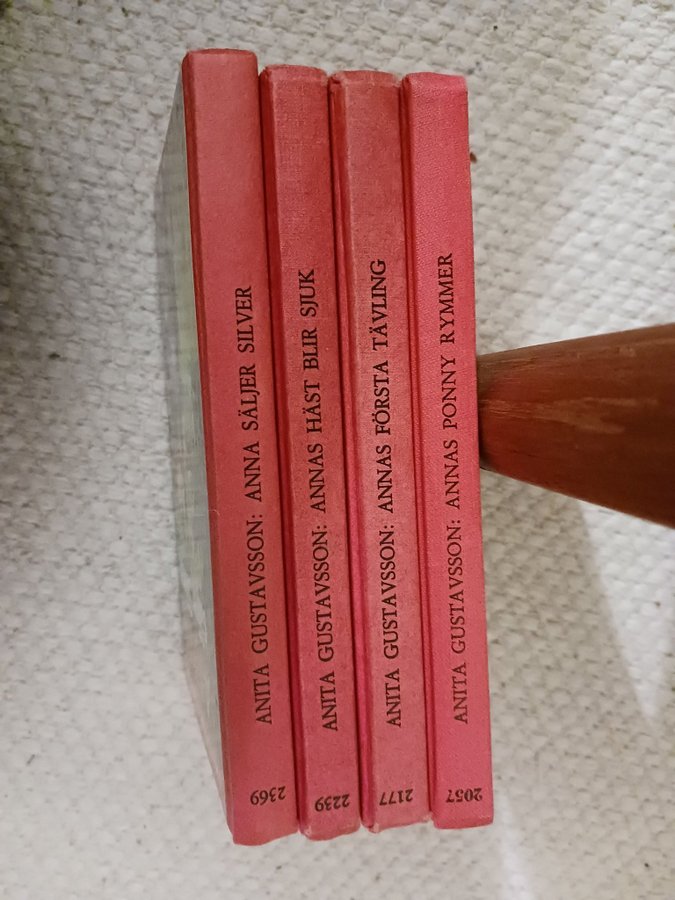 ANITA GUSTAVSSON: ANNA SÄLJER SILVER
2369
ANITA GUSTAVSSON: ANNAS HÄST BLIR SJUK
2239
ANITA GUSTAVSSON: ANNAS FÖRSTA TÄVLING
2177
ANITA GUSTAVSSON: ANNAS PONNY RYMMER
2057